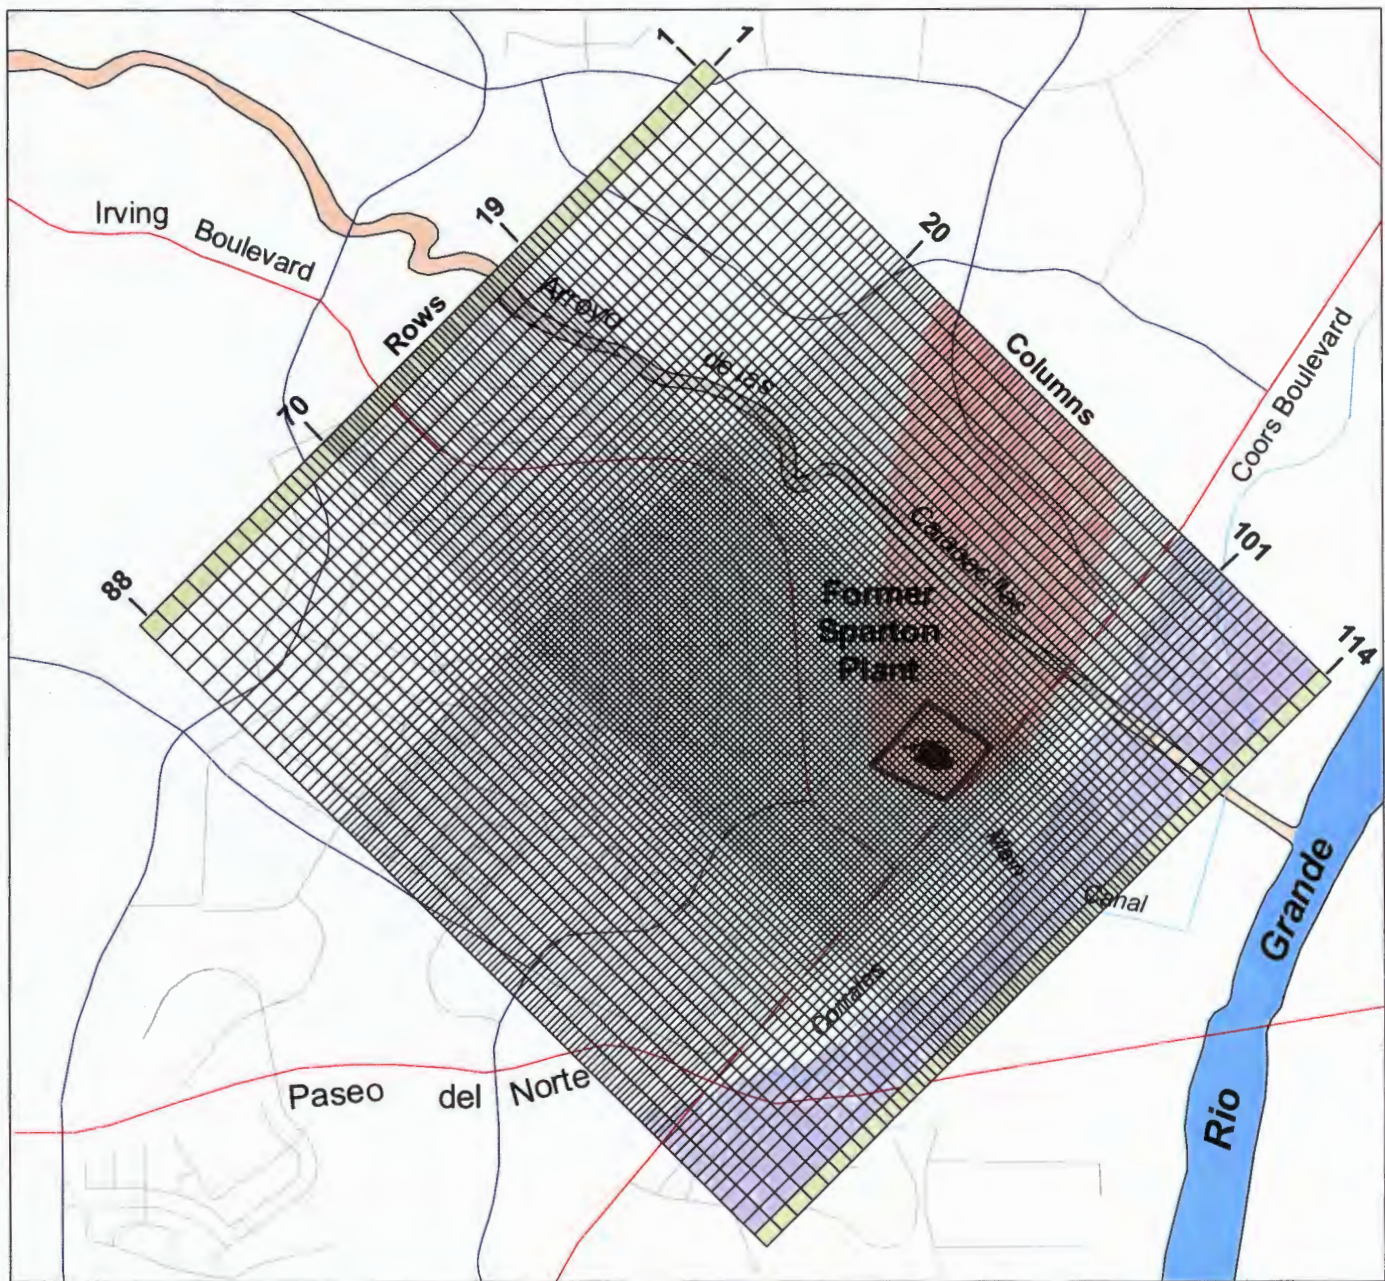 1
1
19
20
Irving Boulevard
Arroyo
de las
Rows
Columns
Coors Boulevard
70
Calabacillas
101
Former
Sparton
Plant
88
114
Main
Canal
Grande
Corrales
Paseo del Norte
Rio